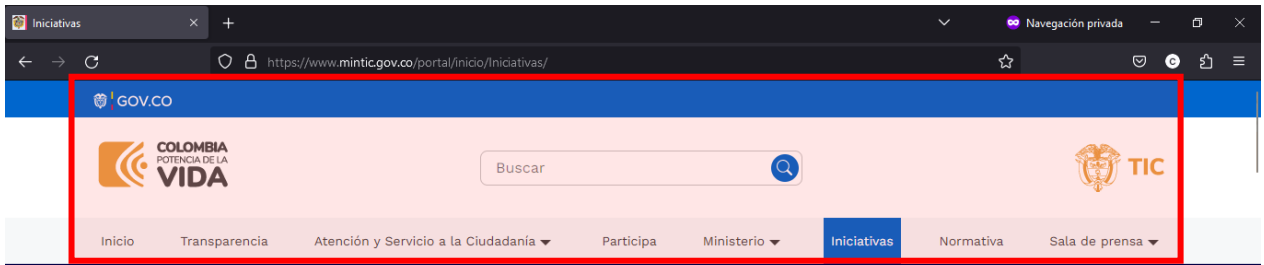 Iniciativas
Navegación privada
https://www.mintic.gov.co/portal/inicio/Iniciativas/
GOV.CO
COLOMBIA
POTENCIA DE LA
VIDA
Buscar
TIC
Inicio Transparencia Atención y Servicio a la Ciudadanía Participa Ministerio Iniciativas Normativa Sala de prensa